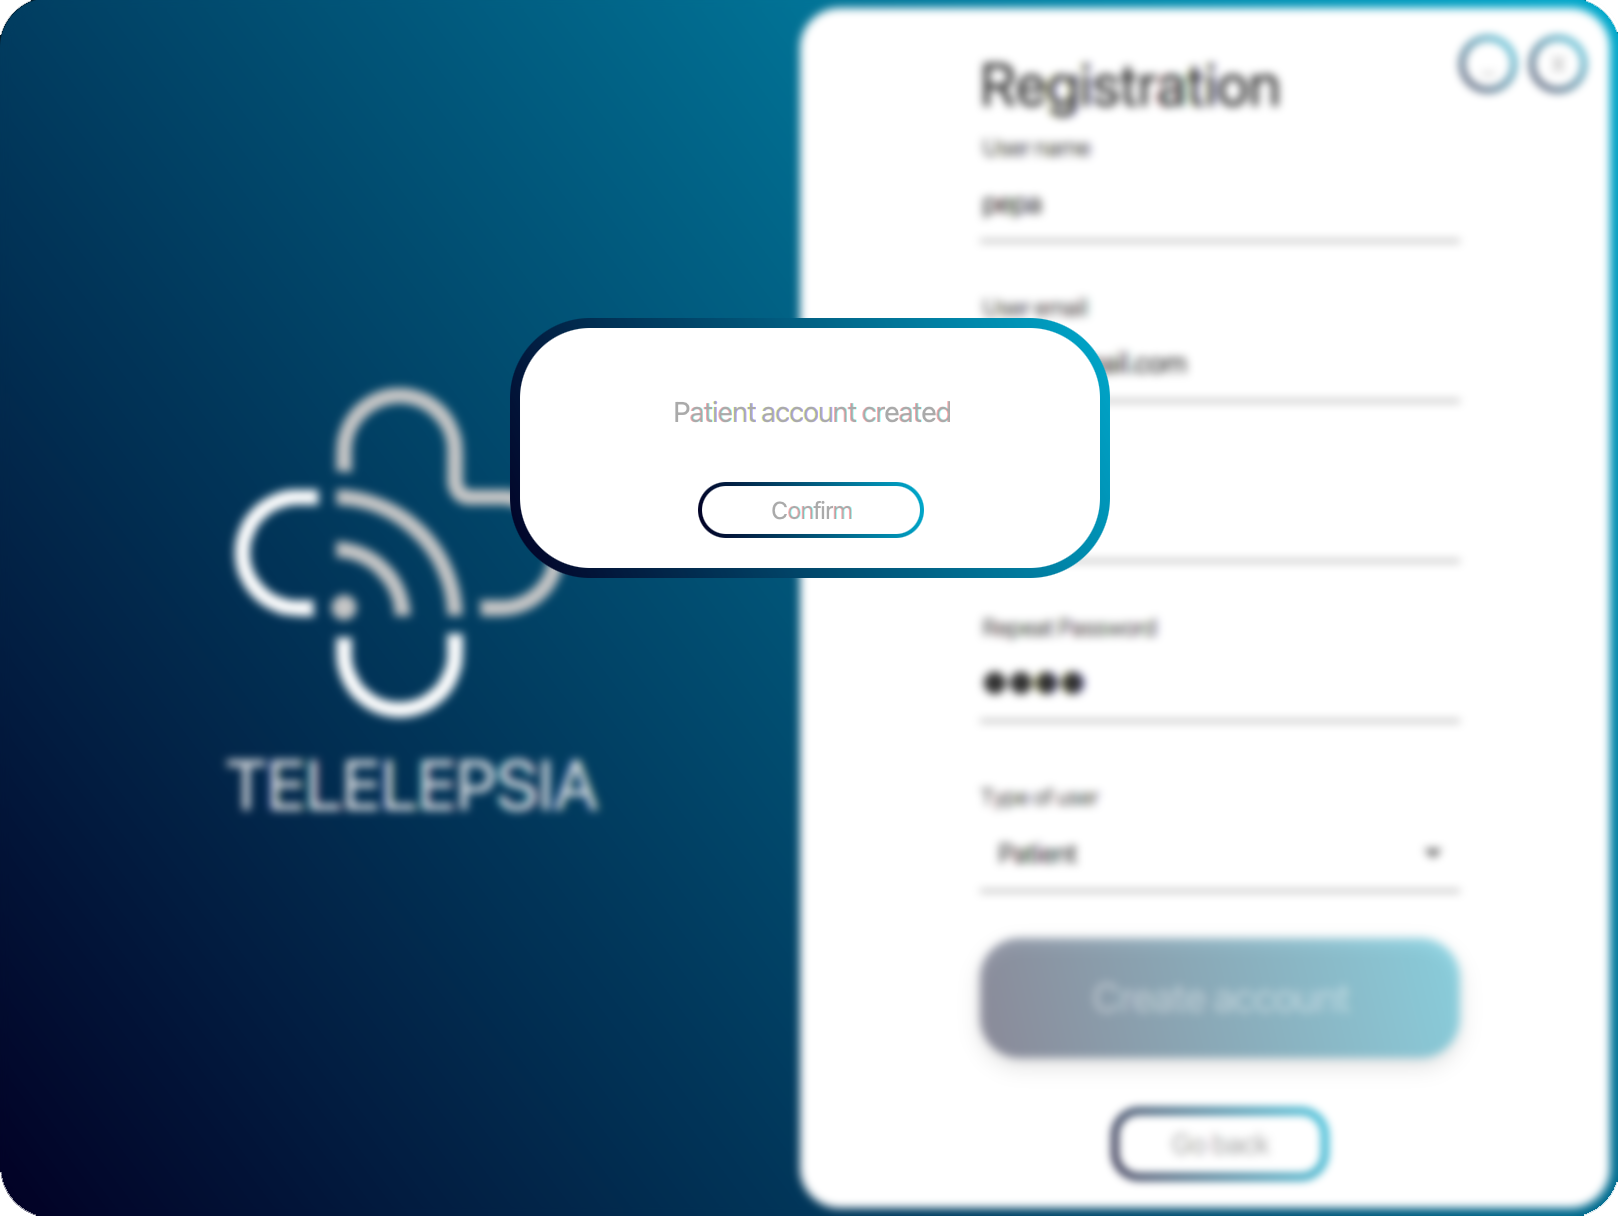 Registration
User name
pepa
User email
ail.com
Patient account created
Confirm
Repeat Password
Type of user
Patient
TELELEPSIA
Create account
Go back